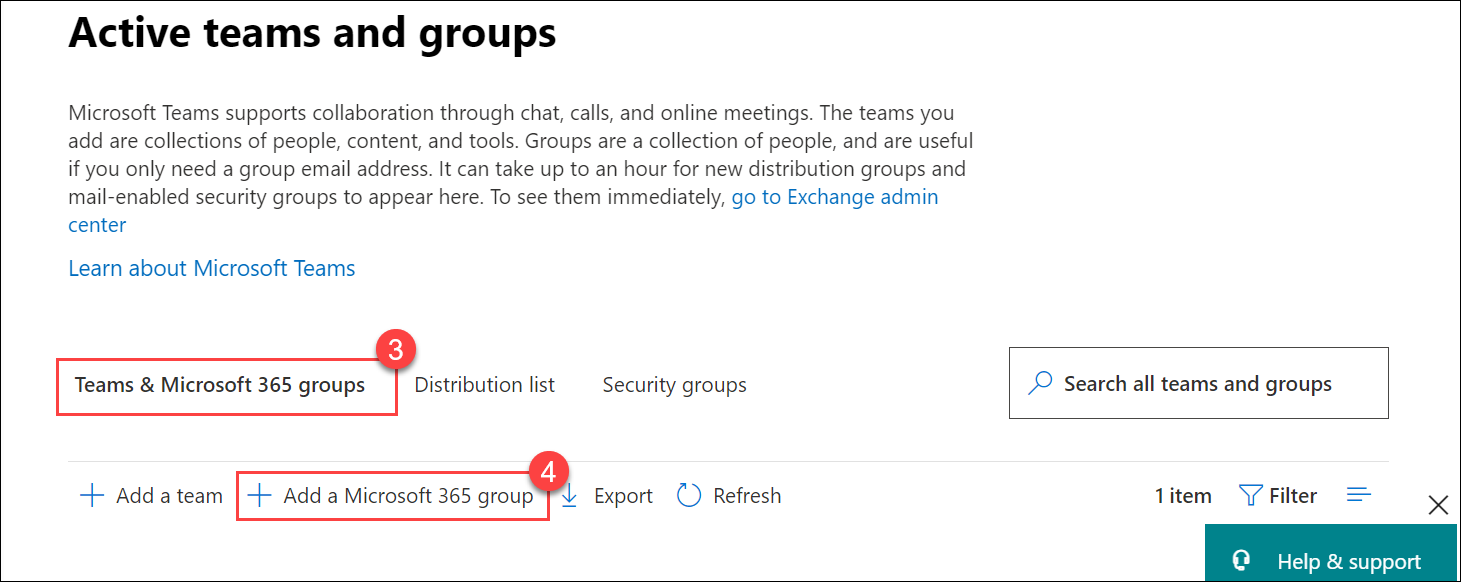 Active teams and groups
Microsoft Teams supports collaboration through chat, calls, and online meetings. The teams you
add are collections of people, content, and tools. Groups are a collection of people, and are useful
if you only need a group email address. It can take up to an hour for new distribution groups and
mail-enabled security groups to appear here. To see them immediately, go to Exchange admin
center
Learn about Microsoft Teams
3
Teams & Microsoft 365 groups Distribution list Security groups Search all teams and groups
4
Add a team Add a Microsoft 365 group Export Refresh 1 item Filter
Help & support